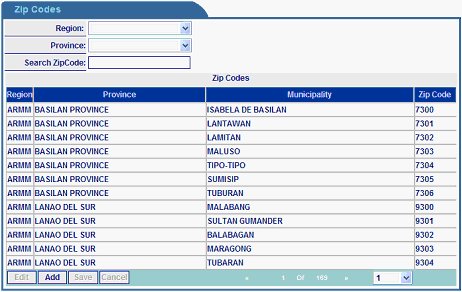 Zip Codes
Region:
Province:
Search ZipCode:
Zip Codes
Region Province Municipality Zip Code
ARMM BASILAN PROVINCE ISABELA DE BASILAN 7300
ARMM BASILAN PROVINCE LANTAWAN 7301
ARMM BASILAN PROVINCE LAMITAN 7302
ARMM BASILAN PROVINCE MALUSO 7303
ARMM BASILAN PROVINCE TIPO-TIPO 7304
ARMM BASILAN PROVINCE SUMISIP 7305
ARMM BASILAN PROVINCE TUBURAN 7306
ARMM LANAO DEL SUR MALABANG 9300
ARMM LANAO DEL SUR SULTAN GUMANDER 9301
ARMM LANAO DEL SUR BALABAGAN 9302
ARMM LANAO DEL SUR MARAGONG 9303
ARMM LANAO DEL SUR TUBARAN 9304
Edit Add Save Cancel « 1 Of 169 » 1